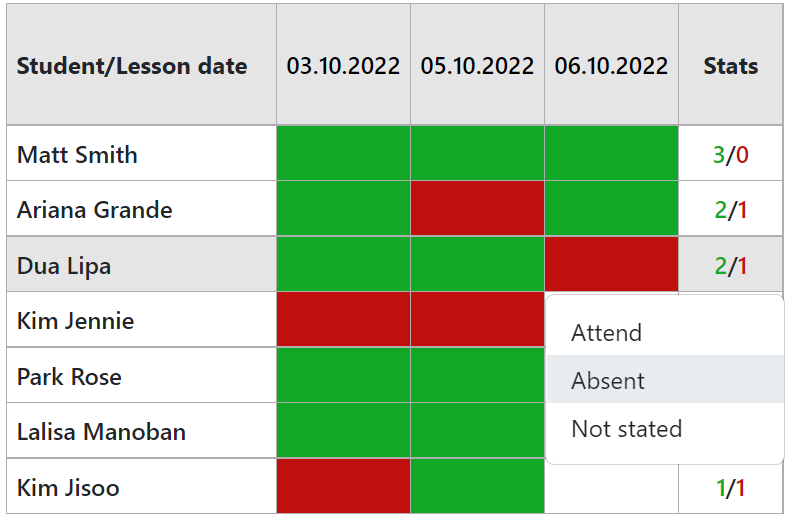 Student/Lesson date 03.10.2022 05.10.2022 06.10.2022 Stats
Matt Smith 3/0
Ariana Grande 2/1
Dua Lipa 2/1
Kim Jennie
Attend
Park Rose
Absent
Lalisa Manoban
Not stated
Kim Jisoo 1/1